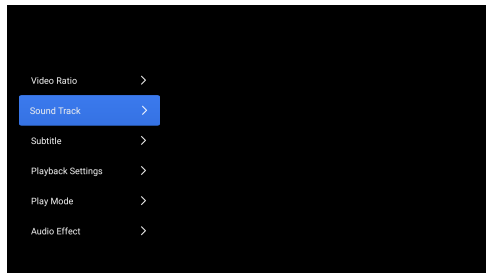 Video Ratio
Sound Track
Subtitle
Playback Settings
Play Mode
Audio Effect